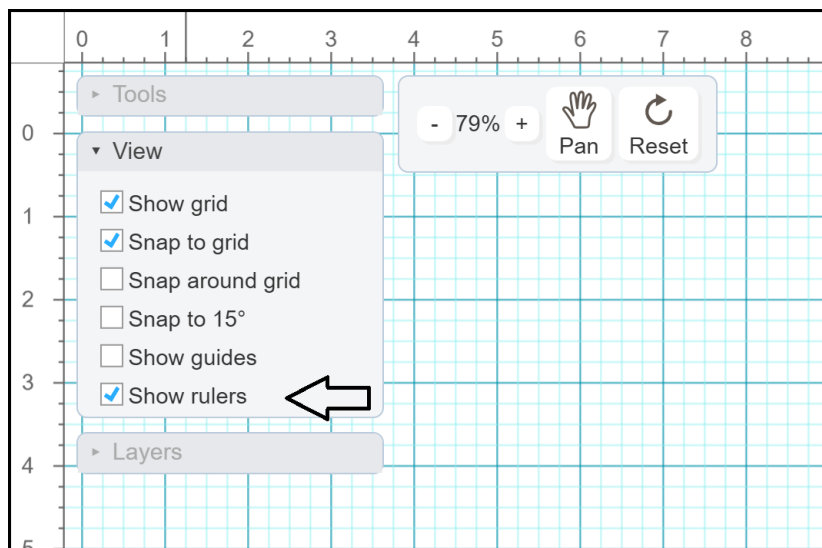 0 1 2 3 4 5 6 7 8
Tools
- 79% +
Pan Reset
0
View
Show grid
1
Snap to grid
Snap around grid
2
Snap to 15°
Show guides
3
Show rulers
4
Layers
5